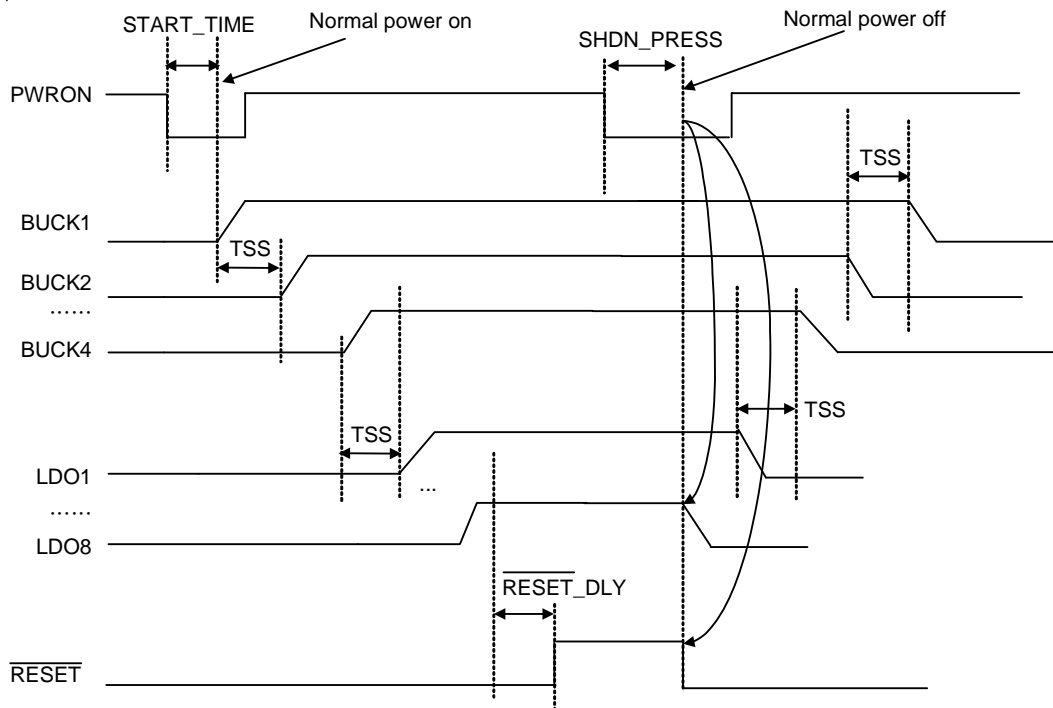 Normal power on
START_TIME
Normal power off
SHDN_PRESS
PWRON
TSS
BUCK1
TSS
BUCK2
......
BUCK4
TSS
TSS
LDO1
...
......
LDO8
RESET_DLY
RESET